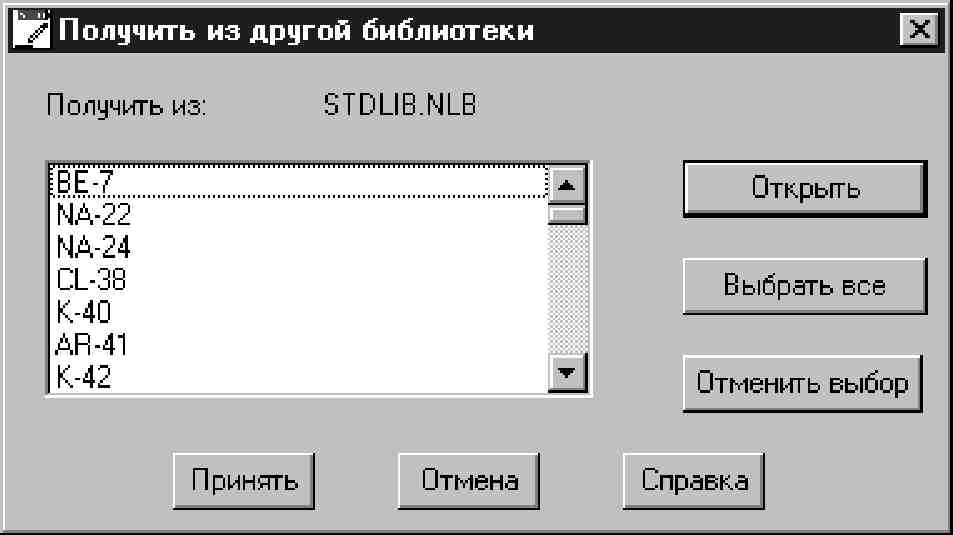 Получить из другой библиотеки
Получить из: STDLIB.NLB
BE-7
NA-22
NA-24
CL-38
K-40
AR-41
K-42
Открыть
Выбрать все
Отменить выбор
Принять Отмена Справка